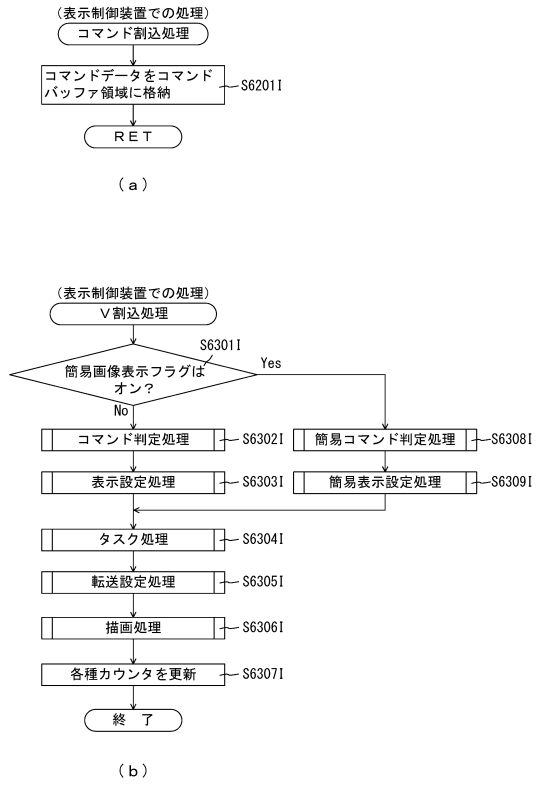 (表示制御装置での処理)
コマンド割込処理
コマンドデータをコマンド
バッファ領域に格納
S6201I
RET
(a)
(表示制御装置での処理)
V割込処理
S6301I
簡易画像表示フラグは
オン?
Yes
No
コマンド判定処理
S6302I
簡易コマンド判定処理
S6308I
表示設定処理
S6303I
簡易表示設定処理
S6309I
タスク処理
S6304I
転送設定処理
S6305I
描画処理
S6306I
各種カウンタを更新
S6307I
終 了
(b)